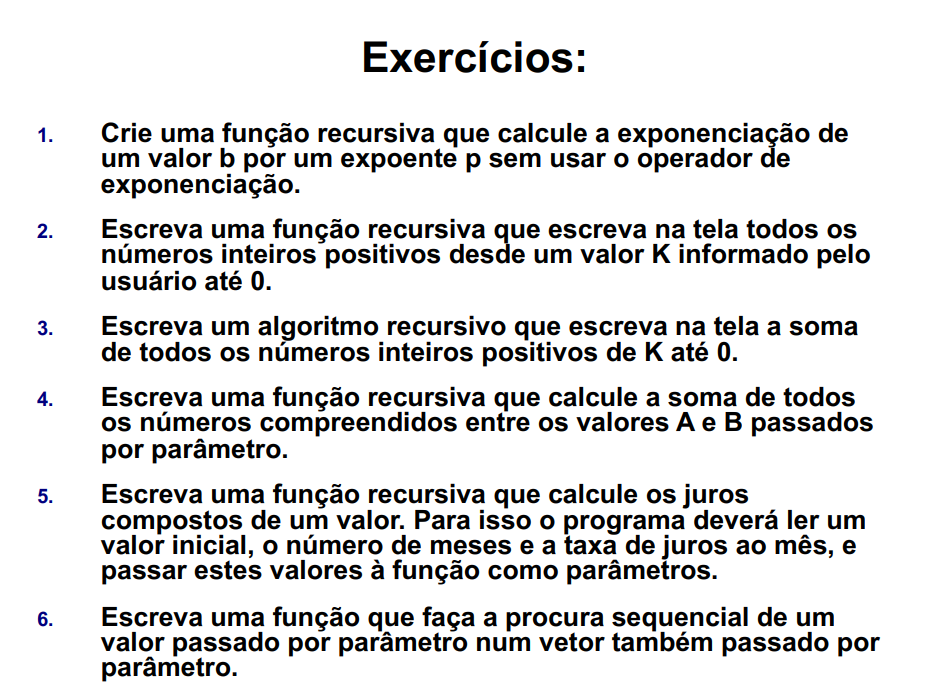 Exercícios:
1. Crie uma função recursiva que calcule a exponenciação de
um valor b por um expoente p sem usar o operador de
exponenciação.
2. Escreva uma função recursiva que escreva na tela todos os
números inteiros positivos desde um valor K informado pelo
usuário até 0.
3. Escreva um algoritmo recursivo que escreva na tela a soma
de todos os números inteiros positivos de K até 0.
4. Escreva uma função recursiva que calcule a soma de todos
os números compreendidos entre os valores A e B passados
por parâmetro.
5. Escreva uma função recursiva que calcule os juros
compostos de um valor. Para isso o programa deverá ler um
valor inicial, o número de meses e a taxa de juros ao mês, e
passar estes valores à função como parâmetros.
6. Escreva uma função que faça a procura sequencial de um
valor passado por parâmetro num vetor também passado por
parâmetro.